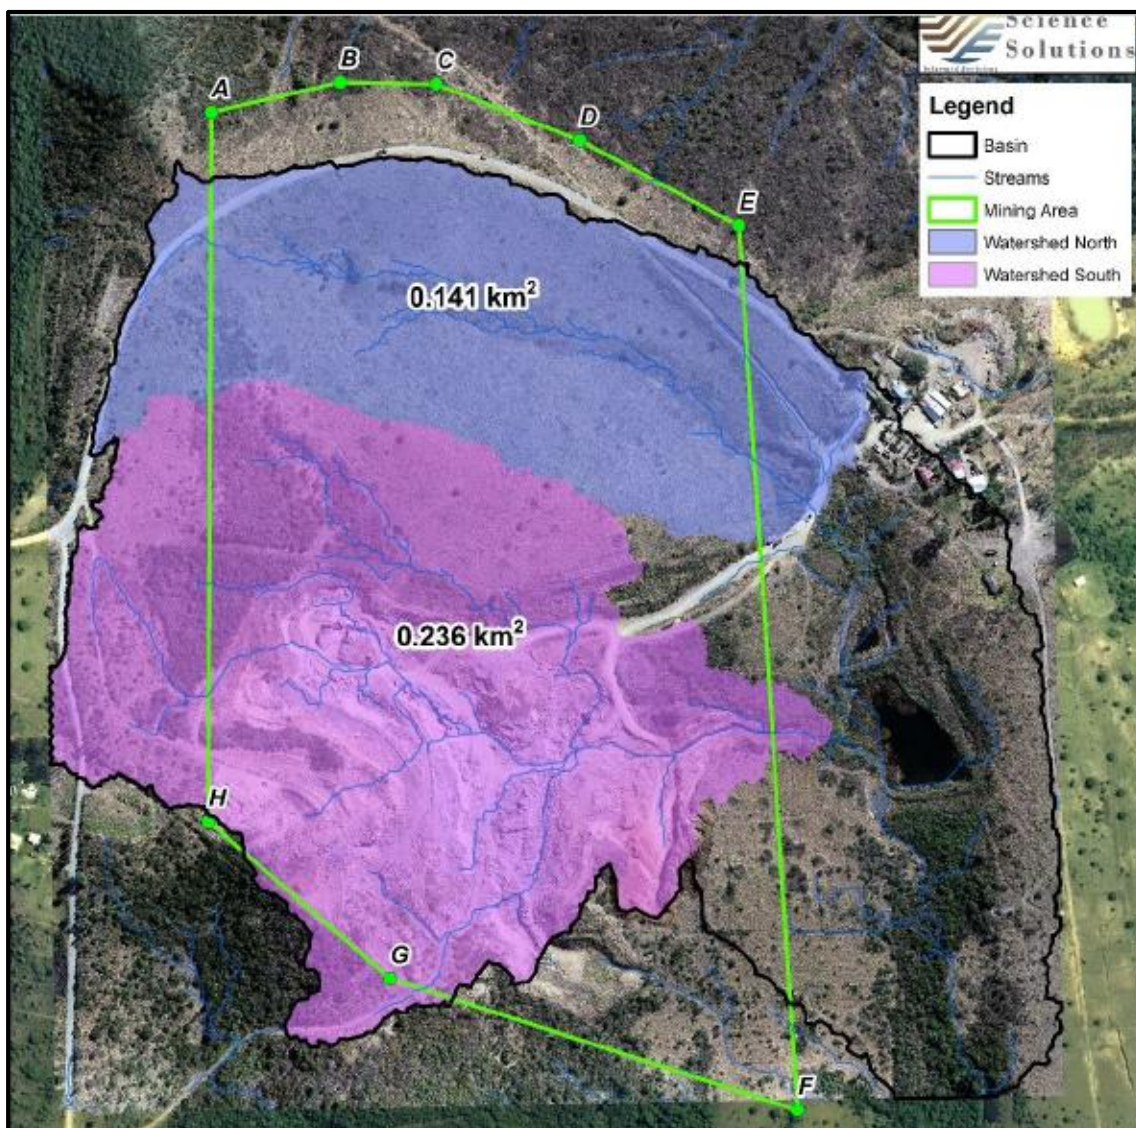 Science
Solutions
Legend
Basin
Streams
Mining Area
Watershed North
Watershed South
A
B
C
D
E
0.141 km²
0.236 km²
H
G
F